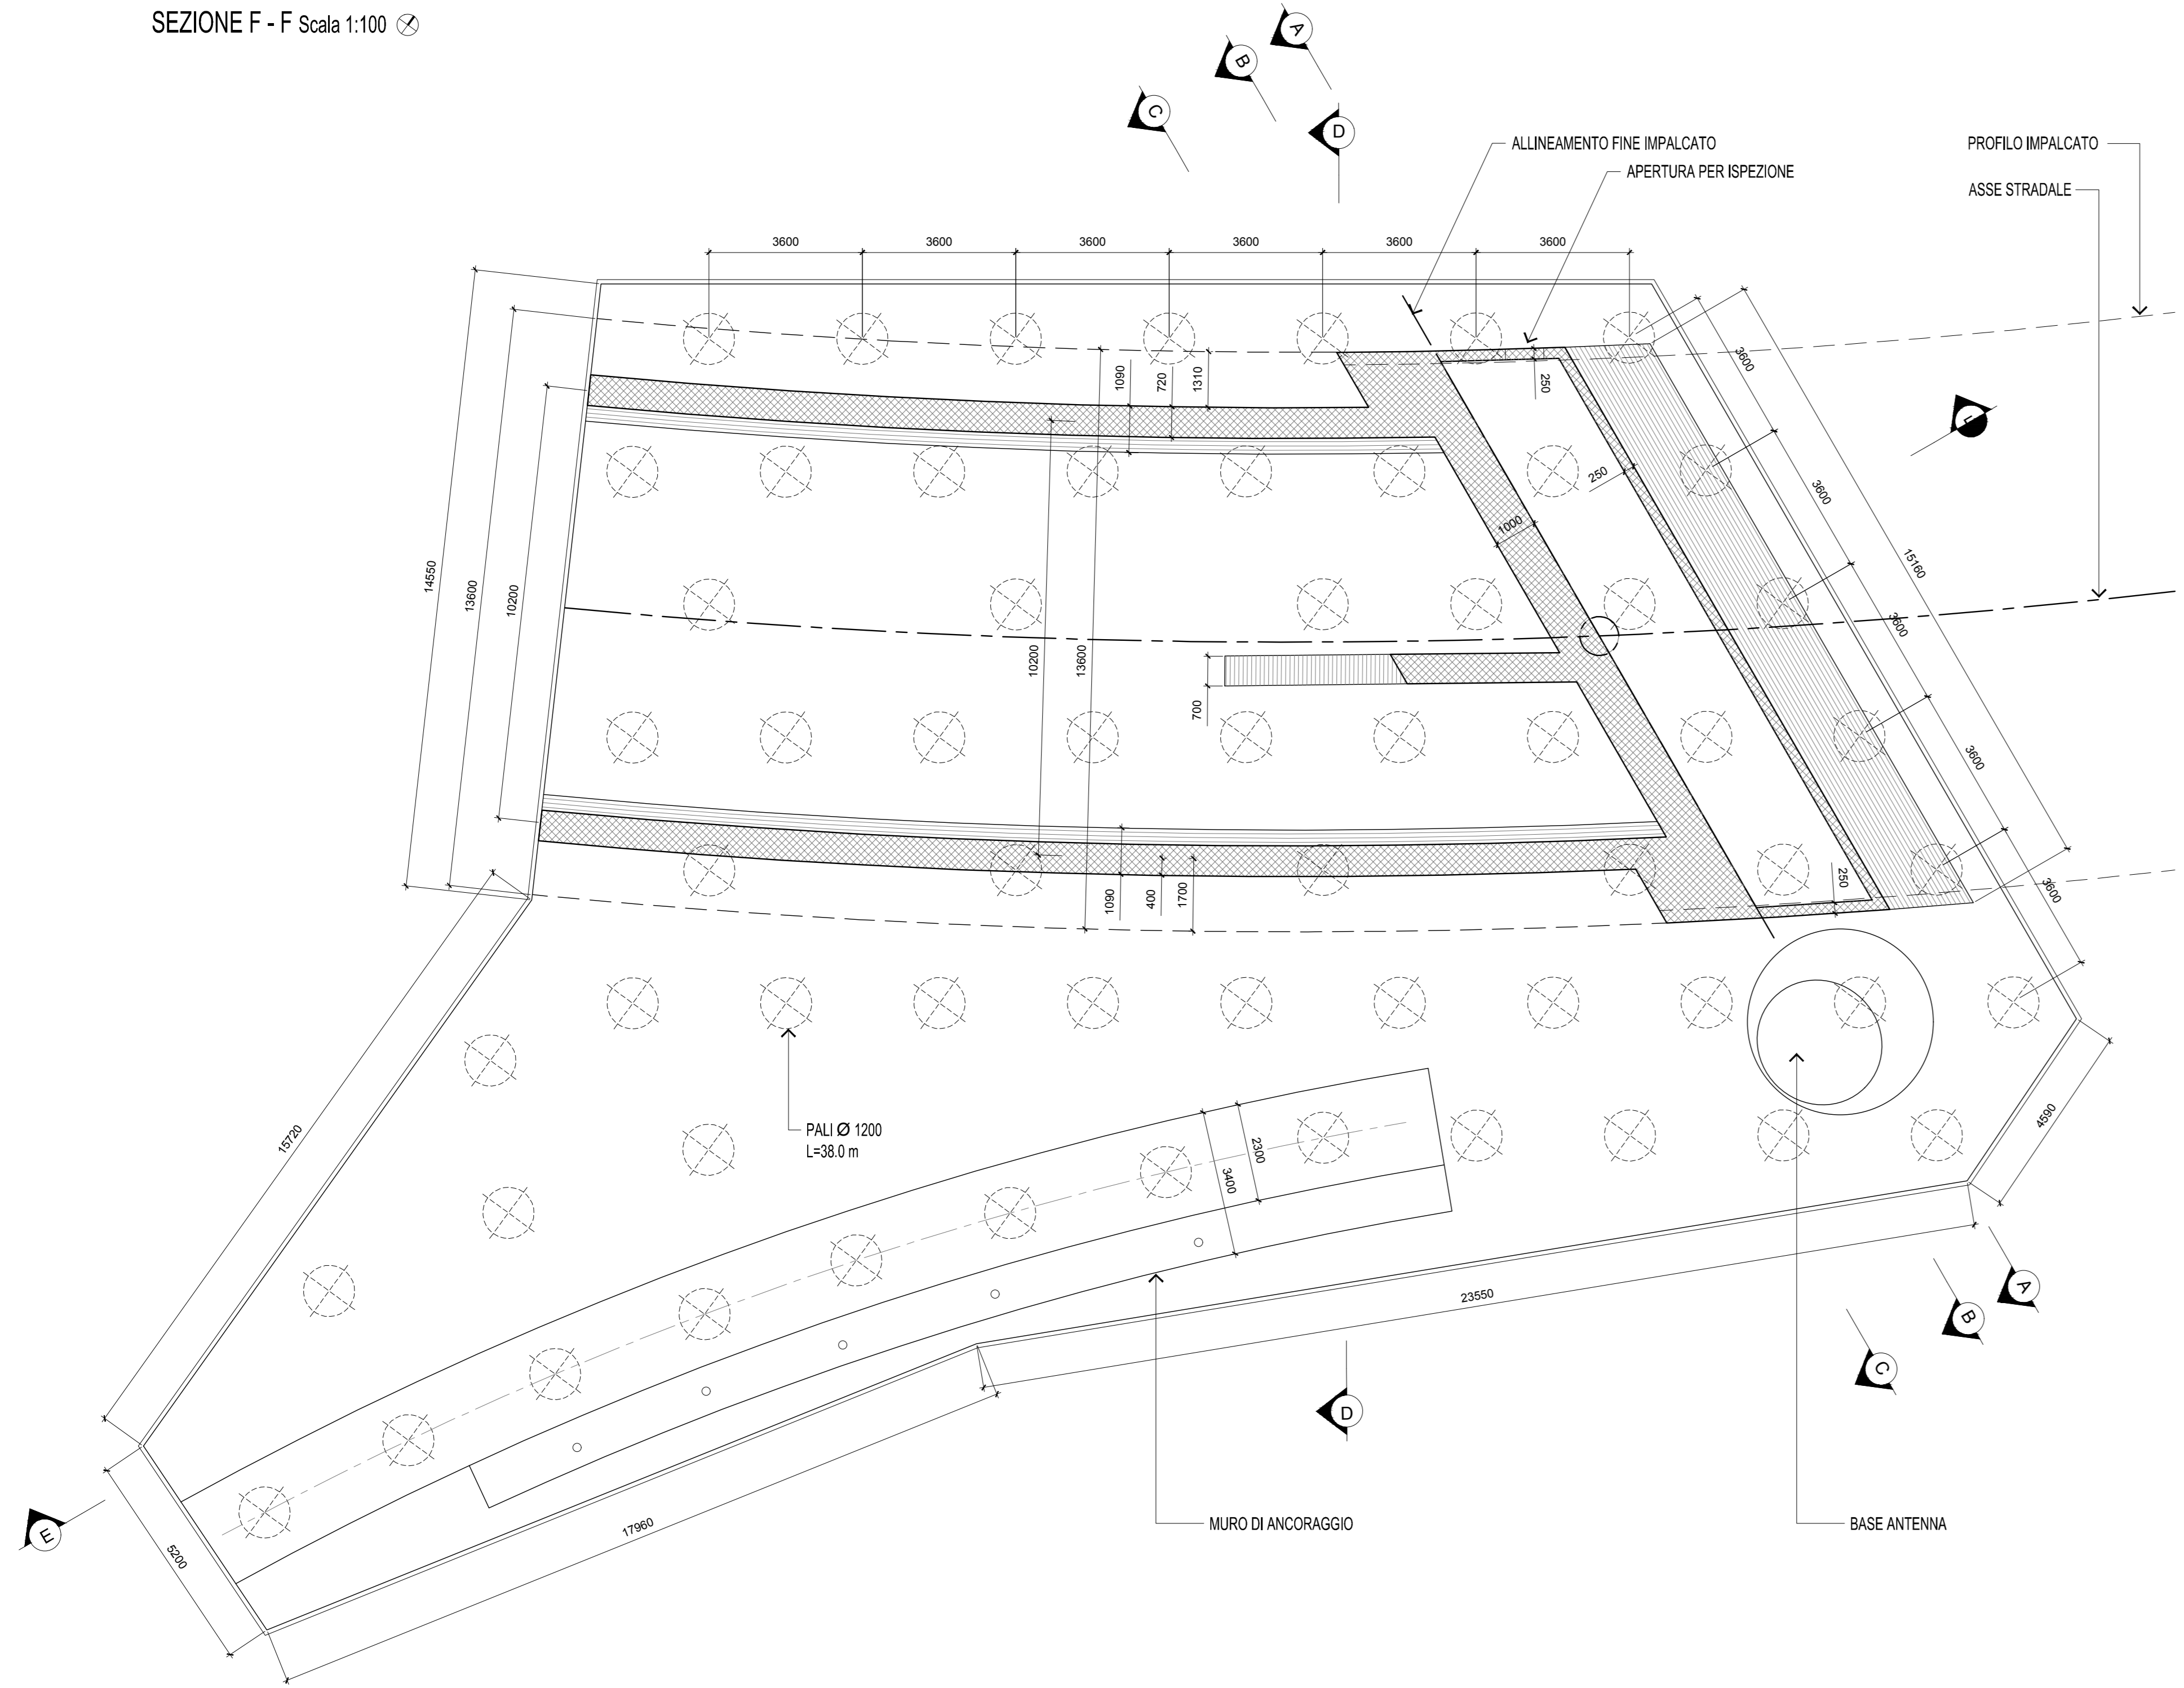 SEZIONE F - F Scala 1:100
A
B
C
D
ALLINEAMENTO FINE IMPALCATO
APERTURA PER ISPEZIONE
PROFILO IMPALCATO
ASSE STRADALE
3600
3600
3600
3600
3600
3600
1090
720
1310
250
3600
250
3600
1000
15160
14550
13600
10200
3600
10200
13600
700
3600
1090
400
1700
250
3600
15720
PALI Ø 1200
L=38.0 m
2300
3400
4590
23550
A
B
C
D
17960
MURO DI ANCORAGGIO
BASE ANTENNA
E
5200